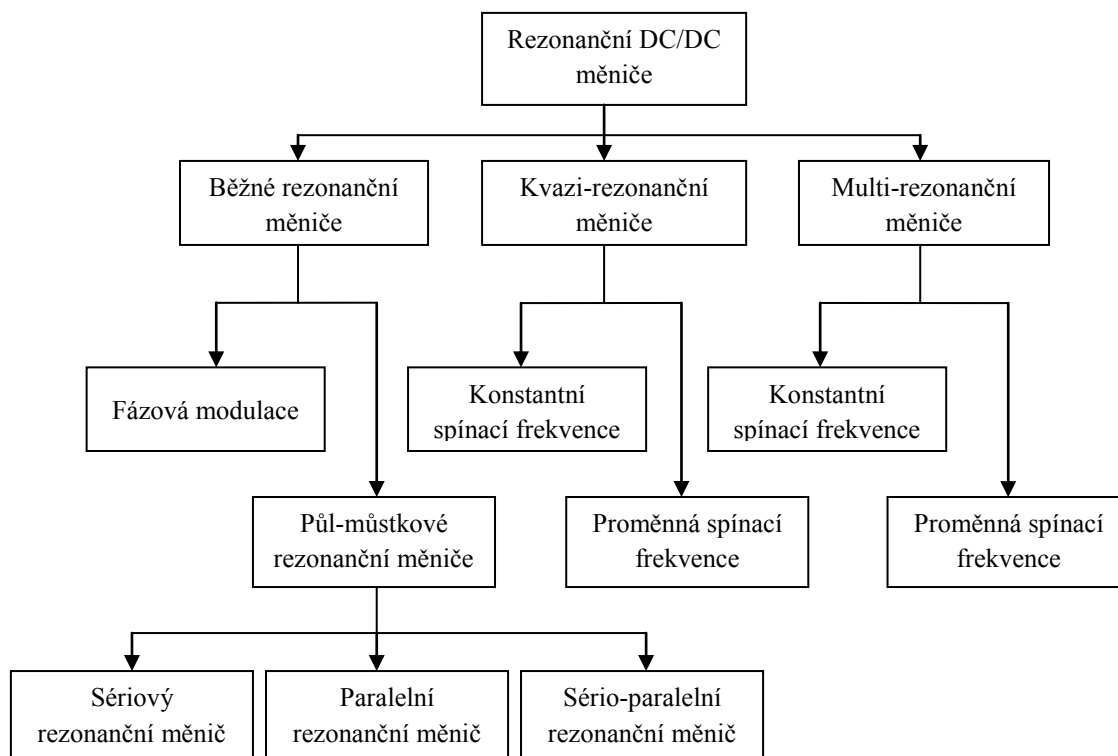 Rezonanční DC/DC
měniče
Běžné rezonanční
měniče
Kvazi-rezonanční
měniče
Multi-rezonanční
měniče
Fázová modulace
Konstantní
spínací frekvence
Konstantní
spínací frekvence
Půl-můstkové
rezonanční měniče
Proměnná spínací
frekvence
Proměnná spínací
frekvence
Sériový
rezonanční měnič
Paralelní
rezonanční měnič
Sério-paralelní
rezonanční měnič